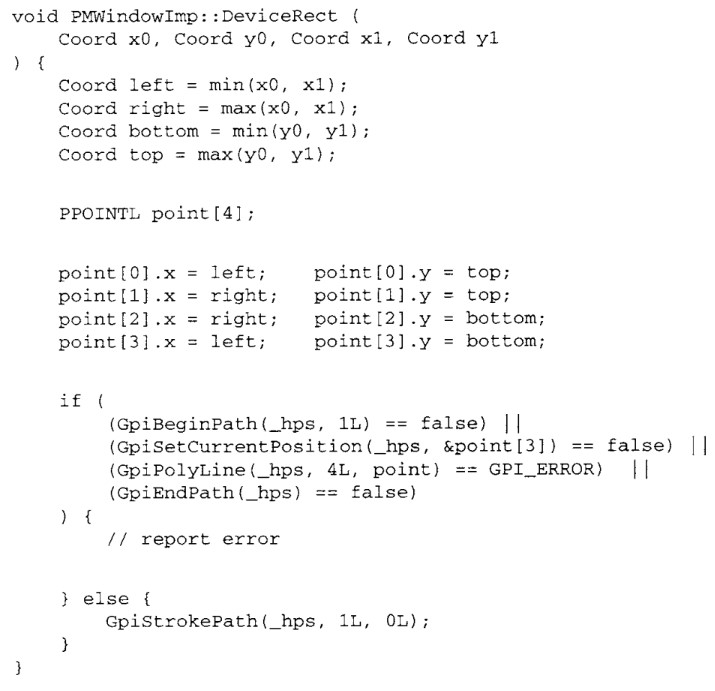 void PMWindowImp::DeviceRect (
    Coord x0, Coord y0, Coord x1, Coord y1
) {
    Coord left = min(x0, x1);
    Coord right = max(x0, x1);
    Coord bottom = min(y0, y1);
    Coord top = max(y0, y1);

    PPOINTL point[4];

    point[0].x = left;    point[0].y = top;
    point[1].x = right;   point[1].y = top;
    point[2].x = right;   point[2].y = bottom;
    point[3].x = left;    point[3].y = bottom;

    if (
        (GpiBeginPath(_hps, 1L) == false) ||
        (GpiSetCurrentPosition(_hps, &point[3]) == false) ||
        (GpiPolyLine(_hps, 4L, point) == GPI_ERROR)  ||
        (GpiEndPath(_hps) == false)
    ) {
        // report error

    } else {
        GpiStrokePath(_hps, 1L, 0L);
    }
}